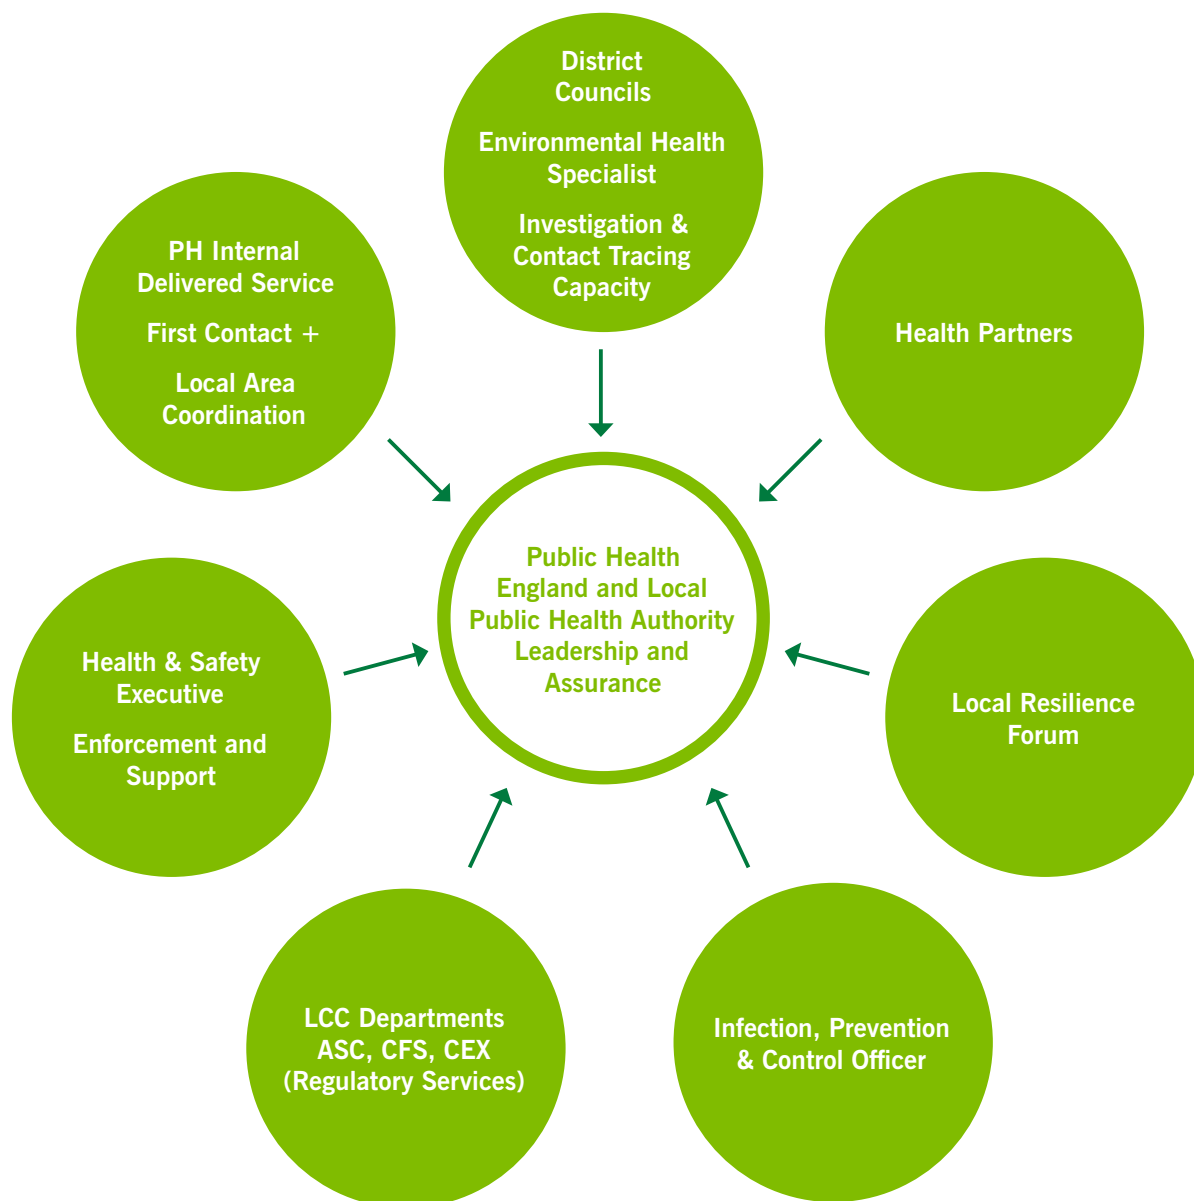 District
Councils
Environmental Health
Specialist
Investigation &
Contact Tracing
Capacity
PH Internal
Delivered Service
First Contact +
Local Area
Coordination
Health Partners
Public Health
England and Local
Public Health Authority
Leadership and
Assurance
Health & Safety
Executive
Enforcement and
Support
Local Resilience
Forum
LCC Departments
ASC, CFS, CEX
(Regulatory Services)
Infection, Prevention
& Control Officer